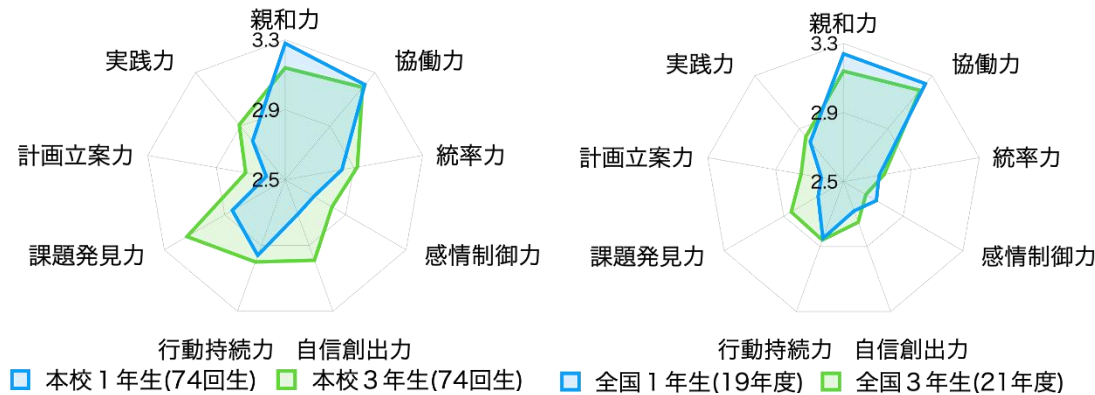 親和力
3.3
実践力
協働力
2.9
計画立案力
統率力
2.5
課題発見力
感情制御力
行動持続力
自信創出力
本校1年生(74回生)
本校3年生(74回生)
親和力
3.3
実践力
協働力
2.9
計画立案力
統率力
2.5
課題発見力
感情制御力
行動持続力
自信創出力
全国1年生(19年度)
全国3年生(21年度)